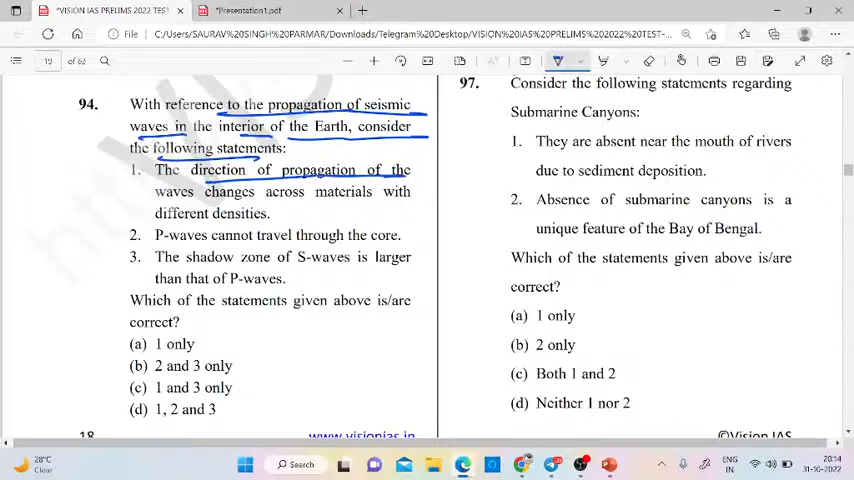 *VISION IAS PRELIMS 2022 TEST-
*Presentation1.pdf
File
C:/Users/SAURAV%20SINGH%20PARMAR/Downloads/Telegram%20Desktop/VISION%20IAS%20PRELIMS%202022%20TEST-...
19
of 63
94.
With reference to the propagation of seismic
waves in the interior of the Earth, consider
the following statements:
1. The direction of propagation of the
waves changes across materials with
different densities.
2. P-waves cannot travel through the core.
3. The shadow zone of S-waves is larger
than that of P-waves.
Which of the statements given above is/are
correct?
(a) 1 only
(b) 2 and 3 only
(c) 1 and 3 only
(d) 1, 2 and 3
18
www.visionias.in
97.
Consider the following statements regarding
Submarine Canyons:
1. They are absent near the mouth of rivers
due to sediment deposition.
2. Absence of submarine canyons is a
unique feature of the Bay of Bengal.
Which of the statements given above is/are
correct?
(a) 1 only
(b) 2 only
(c) Both 1 and 2
(d) Neither 1 nor 2
©Vision IAS
28°C
Clear
Search
ENG
IN
20:14
31-10-2022